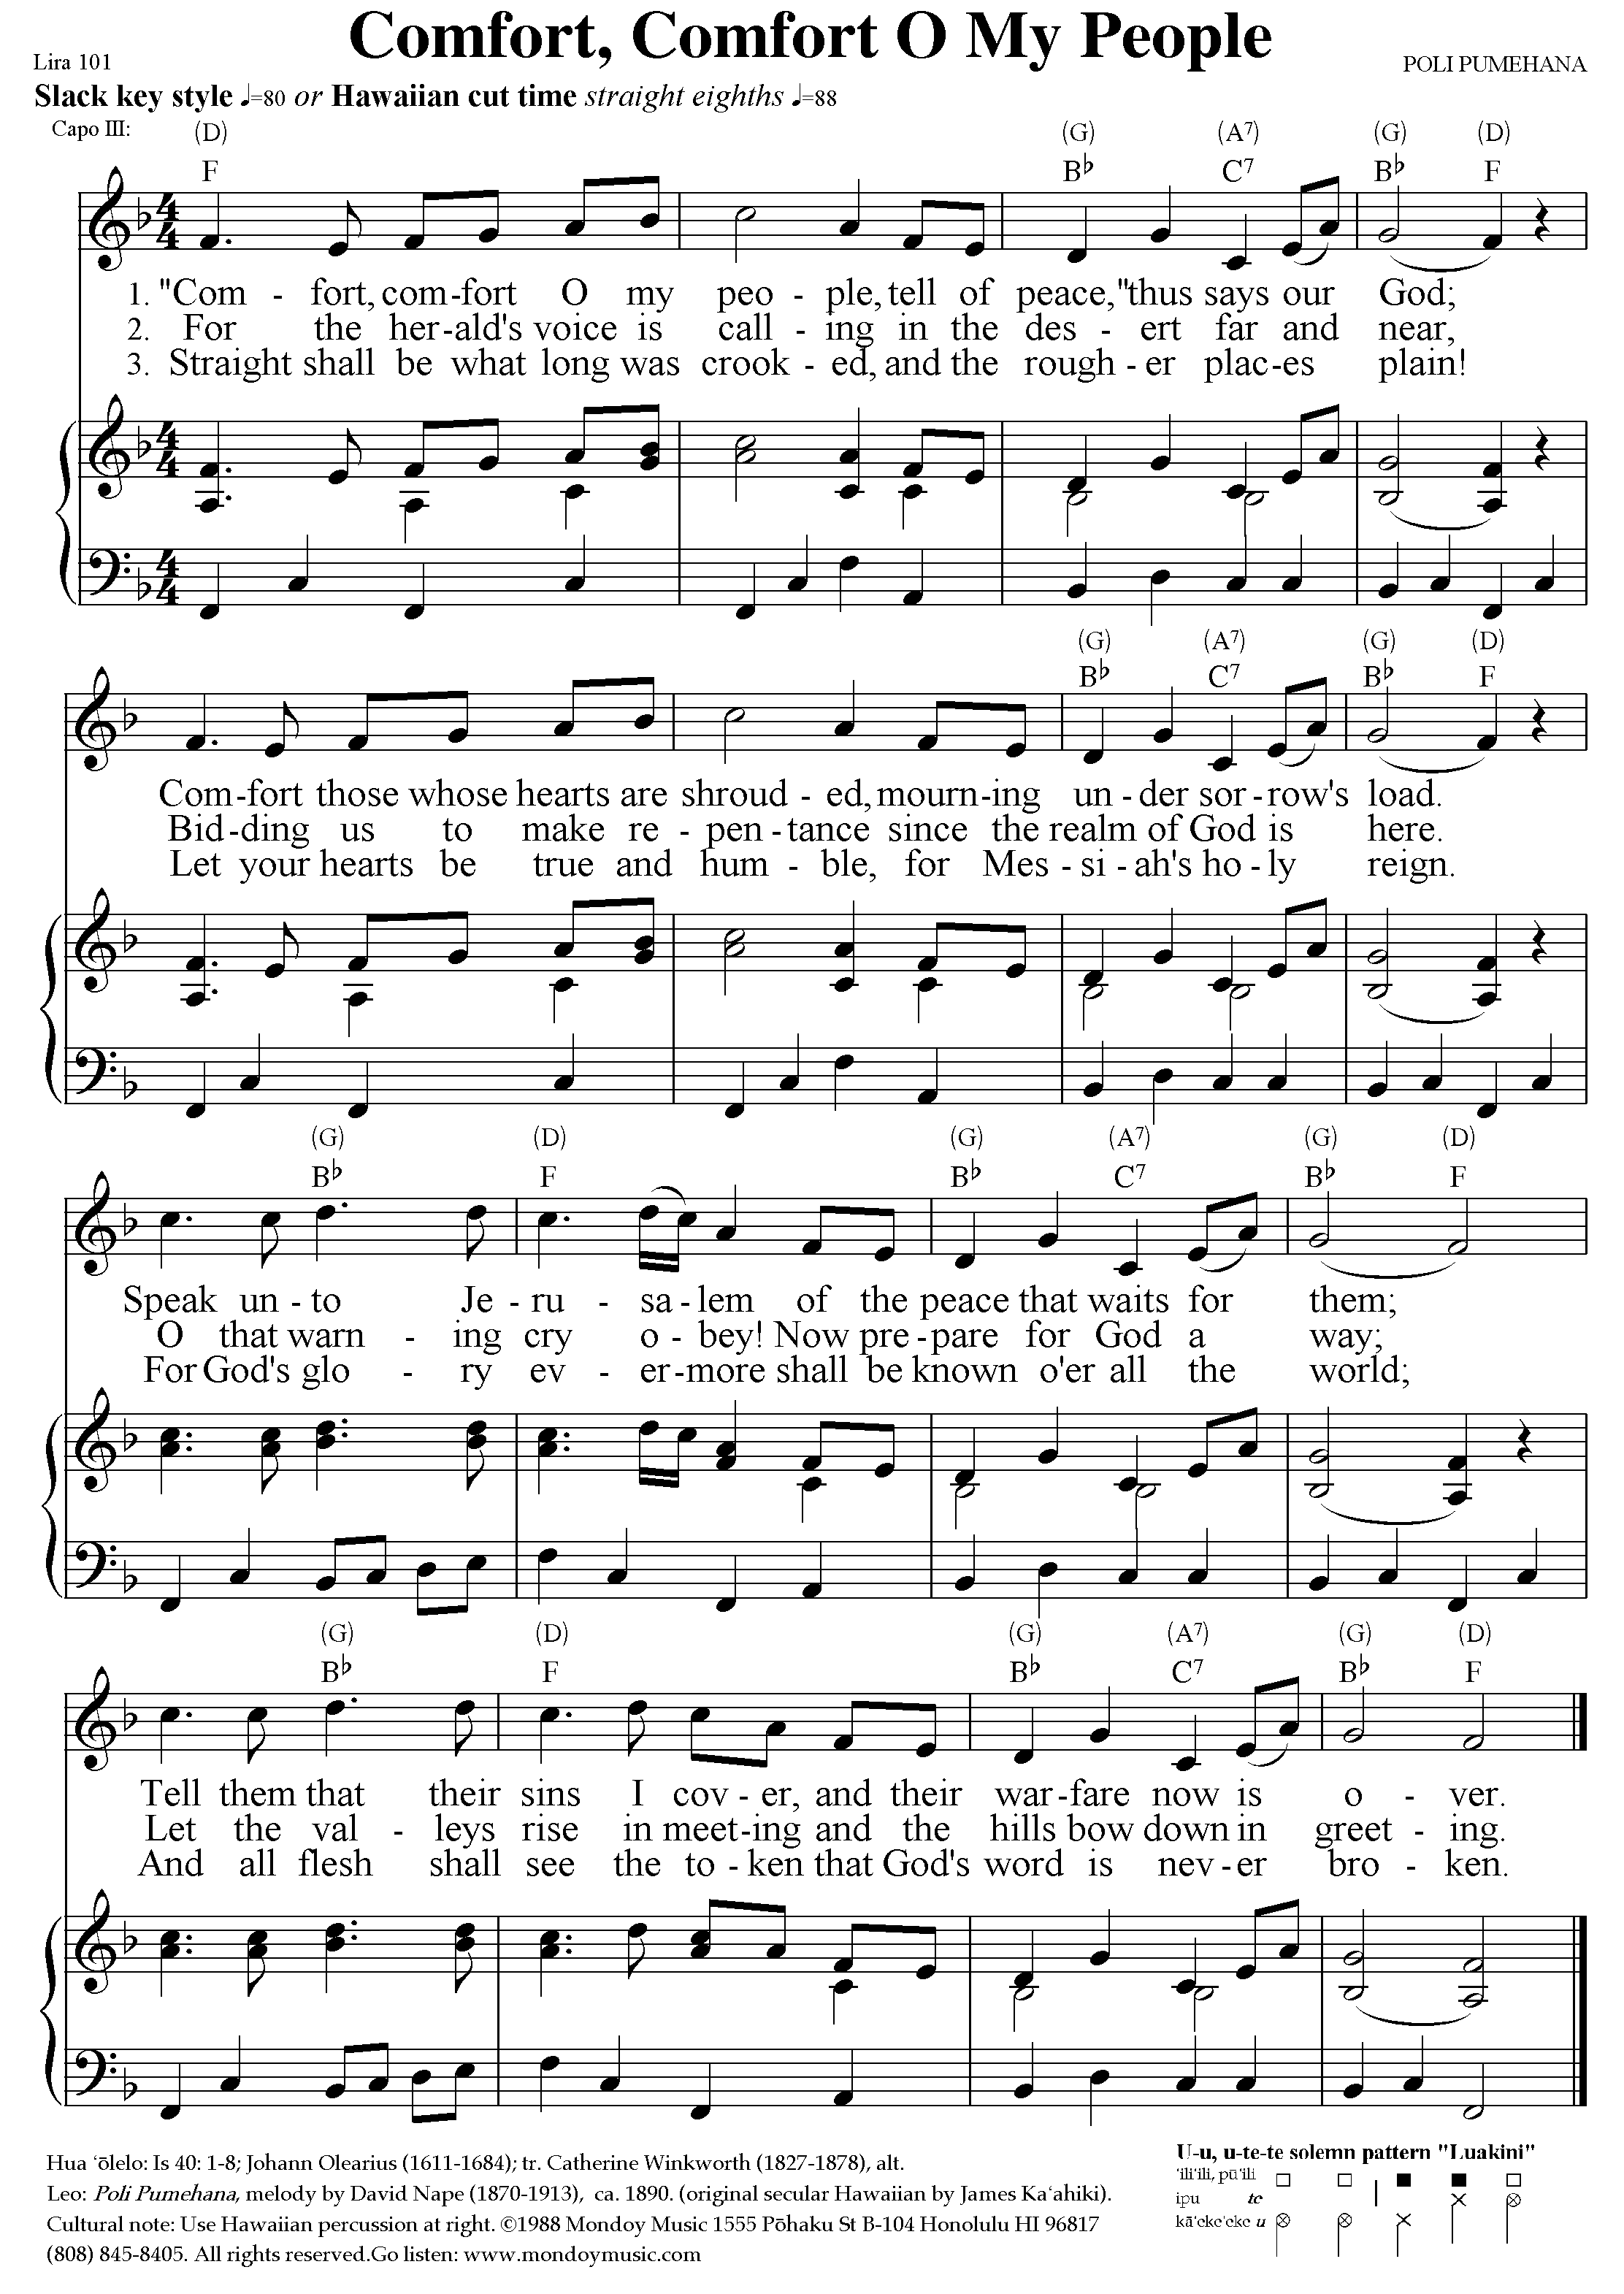 Comfort, Comfort O My People
Lira 101
POLI PUMEHANA
Slack key style ♩=80 or Hawaiian cut time straight eighths ♩=88
Capo III: (D) (G) (A7) (G) (D)
F B♭ C7 B♭ F
1. "Com - fort, com-fort O my peo - ple, tell of peace,"thus says our God;
2. For the her-ald's voice is call - ing in the des - ert far and near,
3. Straight shall be what long was crook - ed, and the rough - er plac-es plain!
(G) (A7) (G) (D)
B♭ C7 B♭ F
Com-fort those whose hearts are shroud - ed, mourn-ing un - der sor - row's load.
Bid-ding us to make re - pen - tance since the realm of God is here.
Let your hearts be true and hum - ble, for Mes - si - ah's ho - ly reign.
(G) (D) (G) (A7) (G) (D)
B♭ F B♭ C7 B♭ F
Speak un - to Je - ru - sa - lem of the peace that waits for them;
O that warn - ing cry o - bey! Now pre - pare for God a way;
For God's glo - ry ev - er-more shall be known o'er all the world;
(G) (D) (G) (A7) (G) (D)
B♭ F B♭ C7 B♭ F
Tell them that their sins I cov - er, and their war-fare now is o - ver.
Let the val - leys rise in meet-ing and the hills bow down in greet - ing.
And all flesh shall see the to - ken that God's word is nev - er bro - ken.
Hua ʻōlelo: Is 40: 1-8; Johann Olearius (1611-1684); tr. Catherine Winkworth (1827-1878), alt.
Leo: Poli Pumehana, melody by David Nape (1870-1913), ca. 1890. (original secular Hawaiian by James Kaʻahiki).
Cultural note: Use Hawaiian percussion at right. ©1988 Mondoy Music 1555 Pōhaku St B-104 Honolulu HI 96817
(808) 845-8405. All rights reserved.Go listen: www.mondoymusic.com
U-u, u-te-te solemn pattern "Luakini"
ʻiliʻili, pūʻili
ipu te
kāʻekeʻeke u